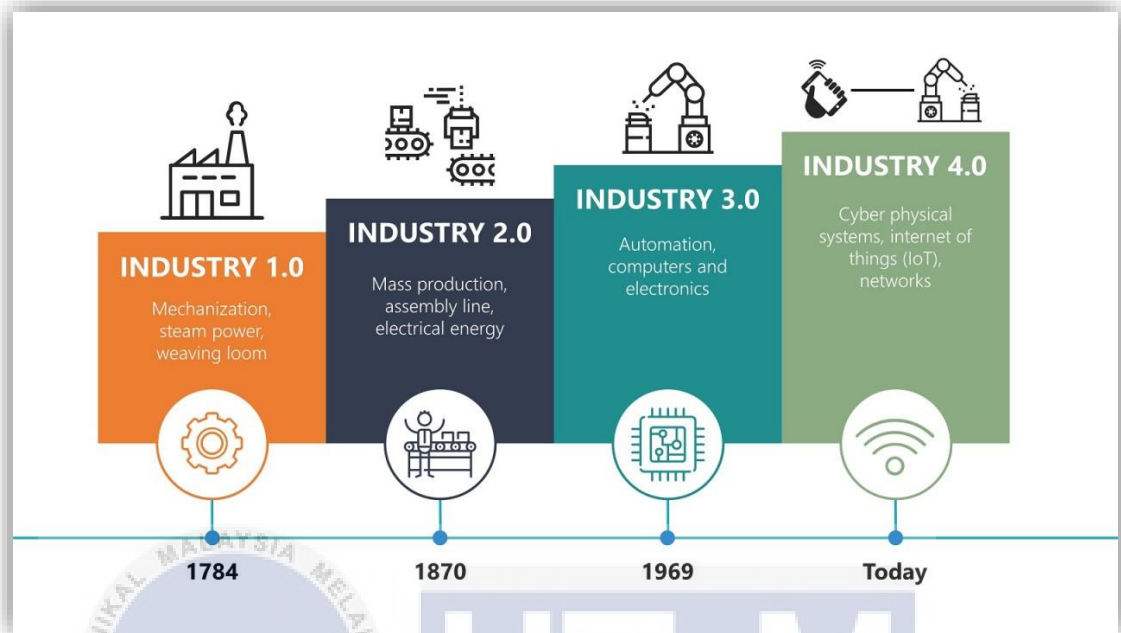 INDUSTRY 1.0
Mechanization,
steam power,
weaving loom
INDUSTRY 2.0
Mass production,
assembly line,
electrical energy
INDUSTRY 3.0
Automation,
computers and
electronics
INDUSTRY 4.0
Cyber physical
systems, internet of
things (IoT),
networks
1784
1870
1969
Today
MALAYSIA